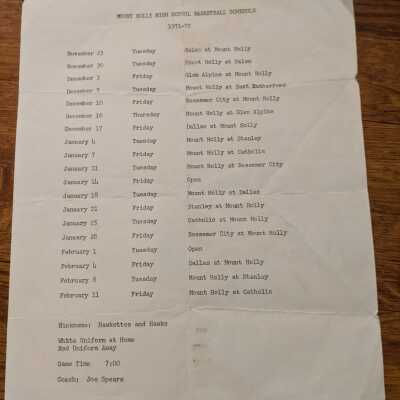 MOUNT HOLLY HIGH SCHOOL BASKETBALL SCHEDULE
1971-72
November 23 Tuesday at Mount Holly
November 30 Tuesday Mount Holly at
December 3 Friday Glen Alpine at Mount Holly
December 7 Tuesday Mount Holly at East Rutherford
December 10 Friday Bessemer City at Mount Holly
December 16 Thursday Mount Holly at Glen Alpine
December 17 Friday Dallas at Mount Holly
January 4 Tuesday Mount Holly at Stanley
January 7 Friday Mount Holly at Catholic
January 11 Tuesday Mount Holly at Bessemer City
January 14 Friday Open
January 18 Tuesday Mount Holly at Dallas
January 21 Friday Stanley at Mount Holly
January 25 Tuesday Catholic at Mount Holly
January 28 Friday Bessemer City at Mount Holly
February 1 Tuesday Open
February 4 Friday Dallas at Mount Holly
February 8 Tuesday Mount Holly at Stanley
February 11 Friday Mount Holly at Catholic
Nickname: Hawkettes and Hawks
White Uniform at Home
Red Uniform Away
Game Time 7:00
Coach: Joe Spears